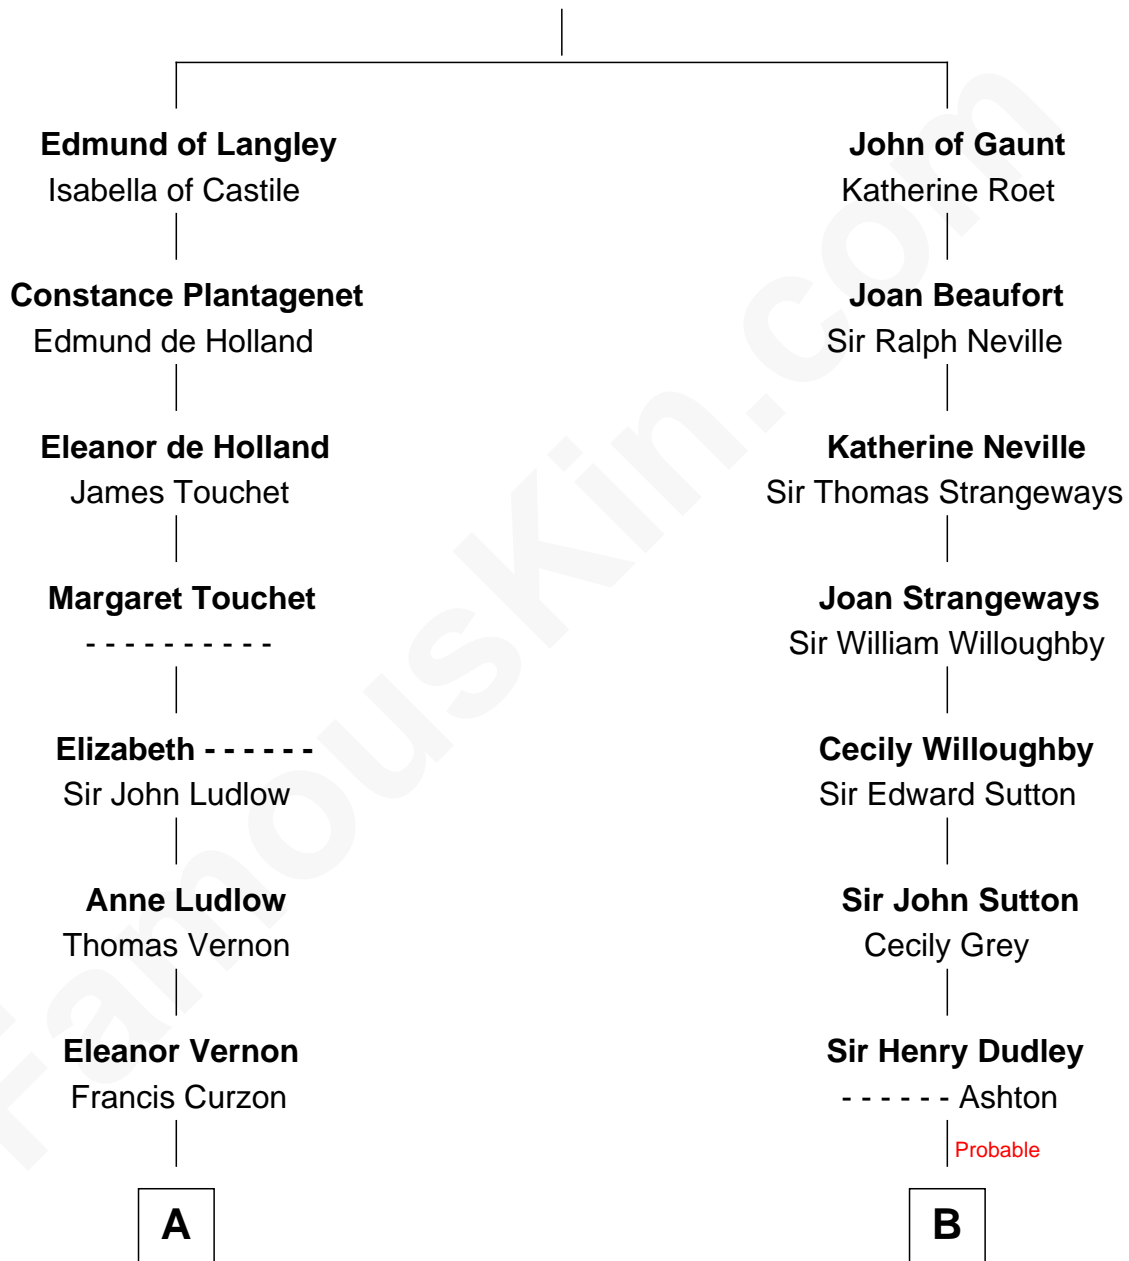 Edmund of Langley
Isabella of Castile
Constance Plantagenet
Edmund de Holland
Eleanor de Holland
James Touchet
Margaret Touchet
- - - - - - - - - -
Elizabeth - - - - - -
Sir John Ludlow
Anne Ludlow
Thomas Vernon
Eleanor Vernon
Francis Curzon
A
John of Gaunt
Katherine Roet
Joan Beaufort
Sir Ralph Neville
Katherine Neville
Sir Thomas Strangeways
Joan Strangeways
Sir William Willoughby
Cecily Willoughby
Sir Edward Sutton
Sir John Sutton
Cecily Grey
Sir Henry Dudley
- - - - - - Ashton
Probable
B
FamousKin.com